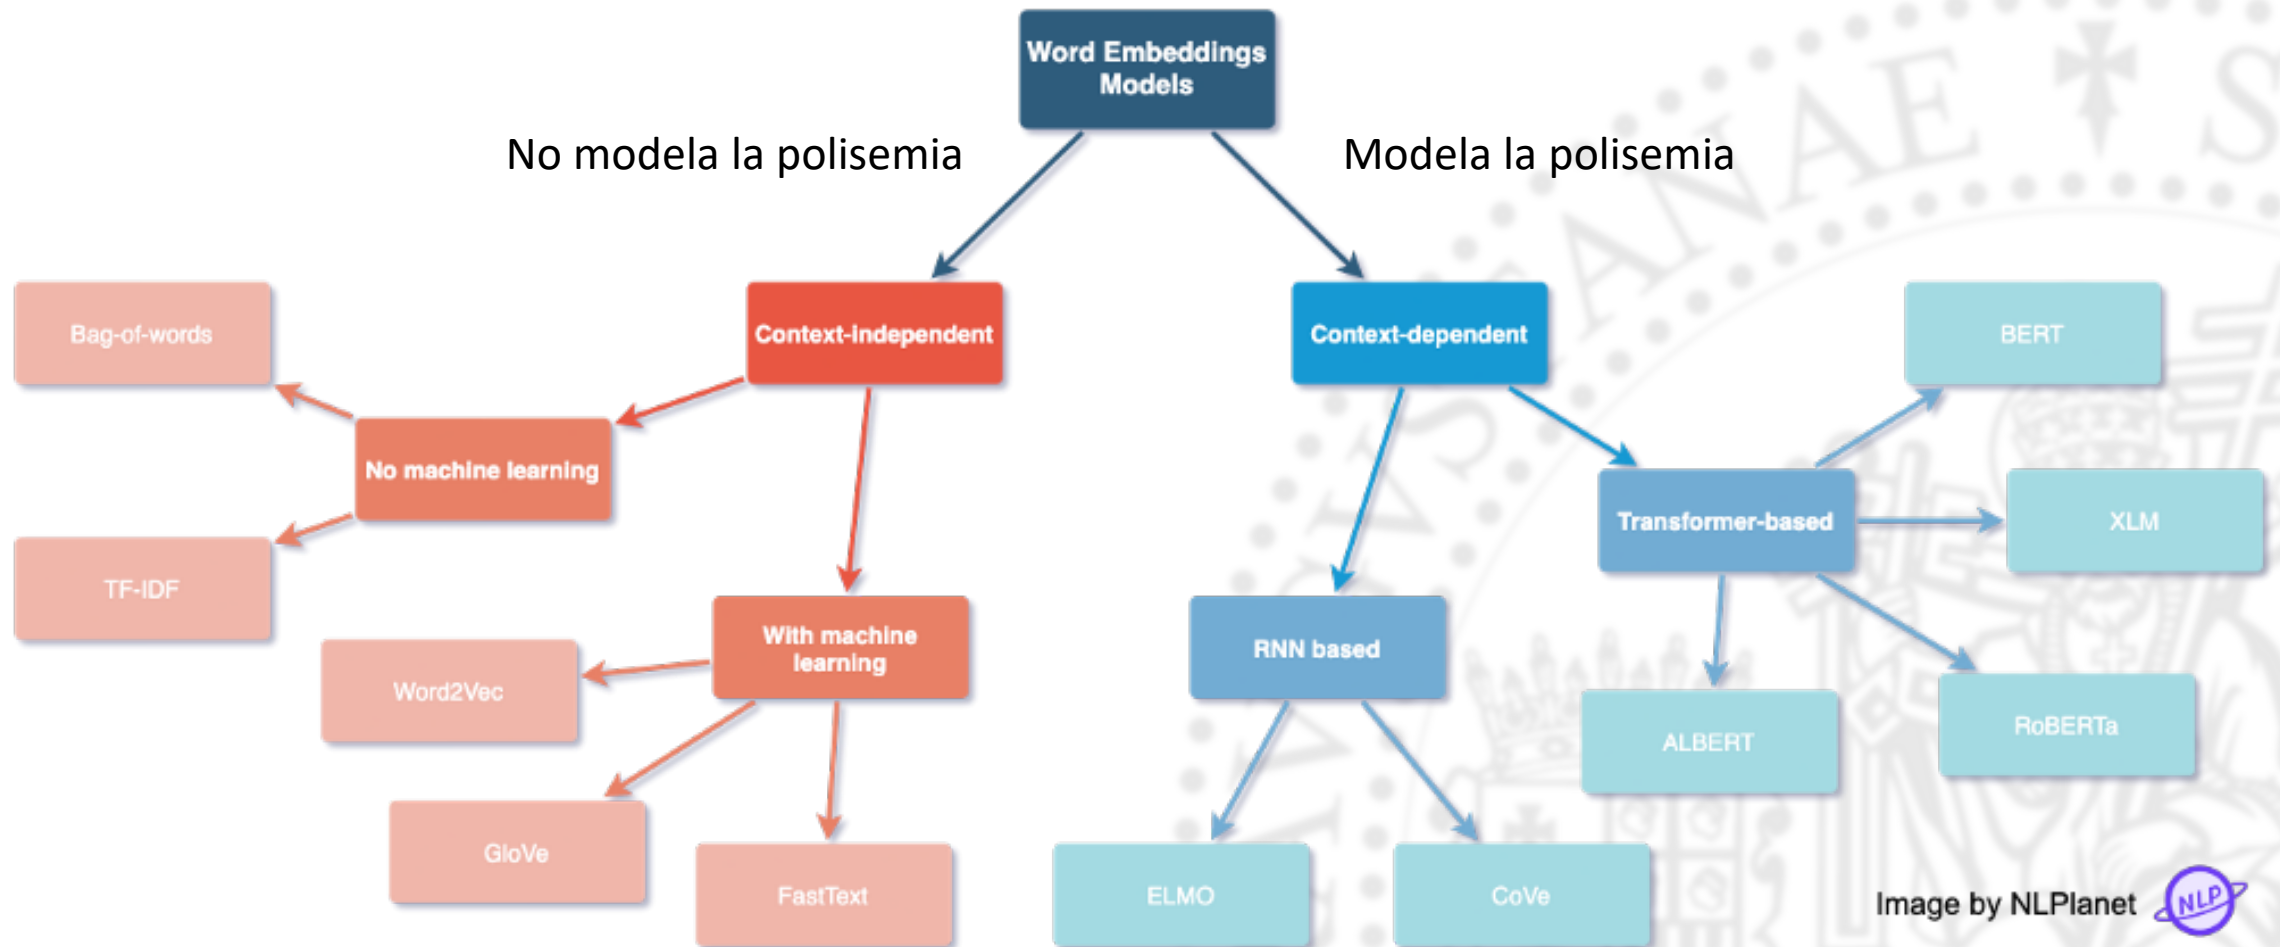 Word Embeddings
Models
No modela la polisemia
Modela la polisemia
Bag-of-words
Context-independent
Context-dependent
BERT
No machine learning
Transformer-based
XLM
TF-IDF
With machine
learning
RNN based
Word2Vec
ALBERT
RoBERTa
GloVe
FastText
ELMO
CoVe
Image by NLPlanet
NLP
ANAE
S
VS